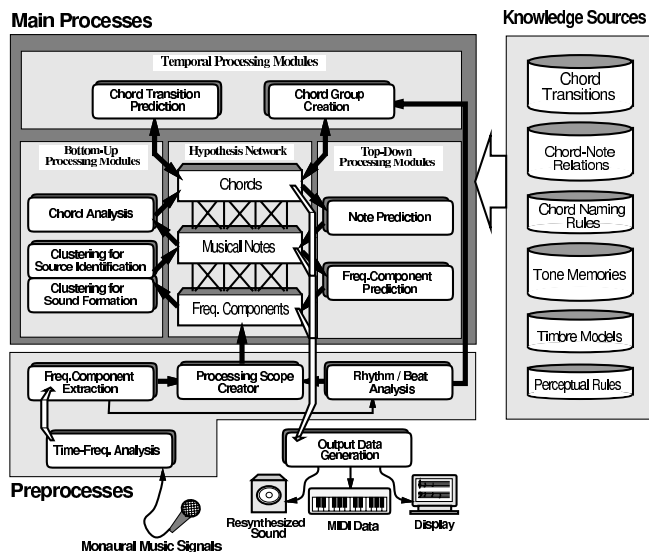 Main Processes
Knowledge Sources
Temporal Processing Modules
Chord Transition
Prediction
Chord Group
Creation
Bottom-Up
Processing Modules
Hypothesis Network
Top-Down
Processing Modules
Chords
Chord Analysis
Note Prediction
Musical Notes
Clustering for
Source Identification
Clustering for
Sound Formation
Freq.Component
Prediction
Freq. Components
Freq.Component
Extraction
Processing Scope
Creator
Rhythm / Beat
Analysis
Time-Freq. Analysis
Output Data
Generation
Preprocesses
Monaural Music Signals
Resynthesized
Sound
MIDI Data
Display
Chord
Transitions
Chord-Note
Relations
Chord Naming
Rules
Tone Memories
Timbre Models
Perceptual Rules